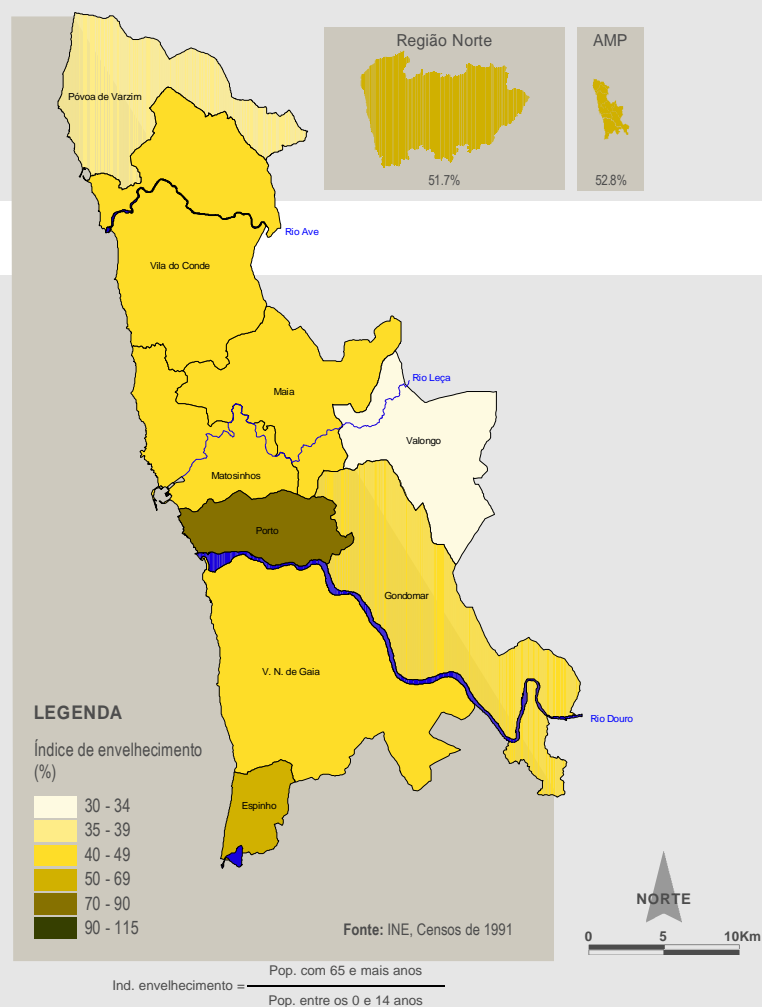 Região Norte
AMP
51.7%
52.8%
Póvoa de Varzim
Rio Ave
Vila do Conde
Rio Leça
Maia
Valongo
Matosinhos
Porto
Gondomar
V. N. de Gaia
Rio Douro
Espinho
LEGENDA
Índice de envelhecimento
(%)
30 - 34
35 - 39
40 - 49
50 - 69
70 - 90
90 - 115
Fonte: INE, Censos de 1991
NORTE
0 5 10Km
Pop. com 65 e mais anos
Ind. envelhecimento =
Pop. entre os 0 e 14 anos